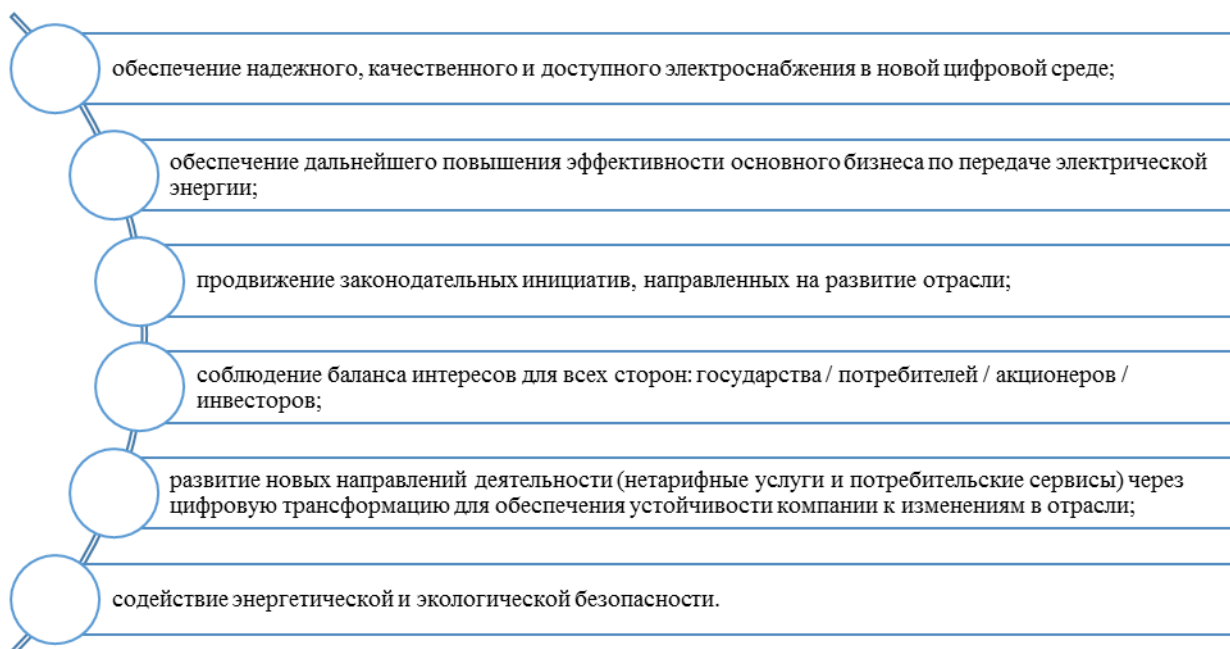 обеспечение надежного, качественного и доступного электроснабжения в новой цифровой среде;
обеспечение дальнейшего повышения эффективности основного бизнеса по передаче электрической
энергии;
продвижение законодательных инициатив, направленных на развитие отрасли;
соблюдение баланса интересов для всех сторон: государства / потребителей / акционеров /
инвесторов;
развитие новых направлений деятельности (нетарифные услуги и потребительские сервисы) через
цифровую трансформацию для обеспечения устойчивости компании к изменениям в отрасли;
содействие энергетической и экологической безопасности.